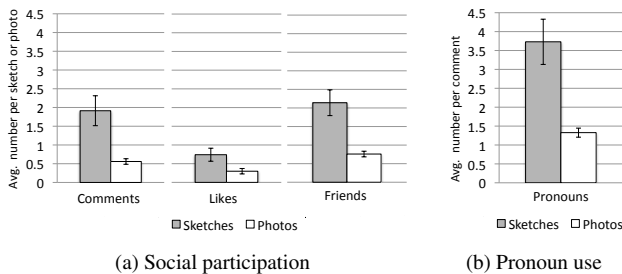 Avg. number per sketch or photo
4.5
4
3.5
3
2.5
2
1.5
1
0.5
0
Comments
Likes
Friends
Sketches Photos
(a) Social participation
Avg. number per comment
4.5
4
3.5
3
2.5
2
1.5
1
0.5
0
Pronouns
Sketches Photos
(b) Pronoun use